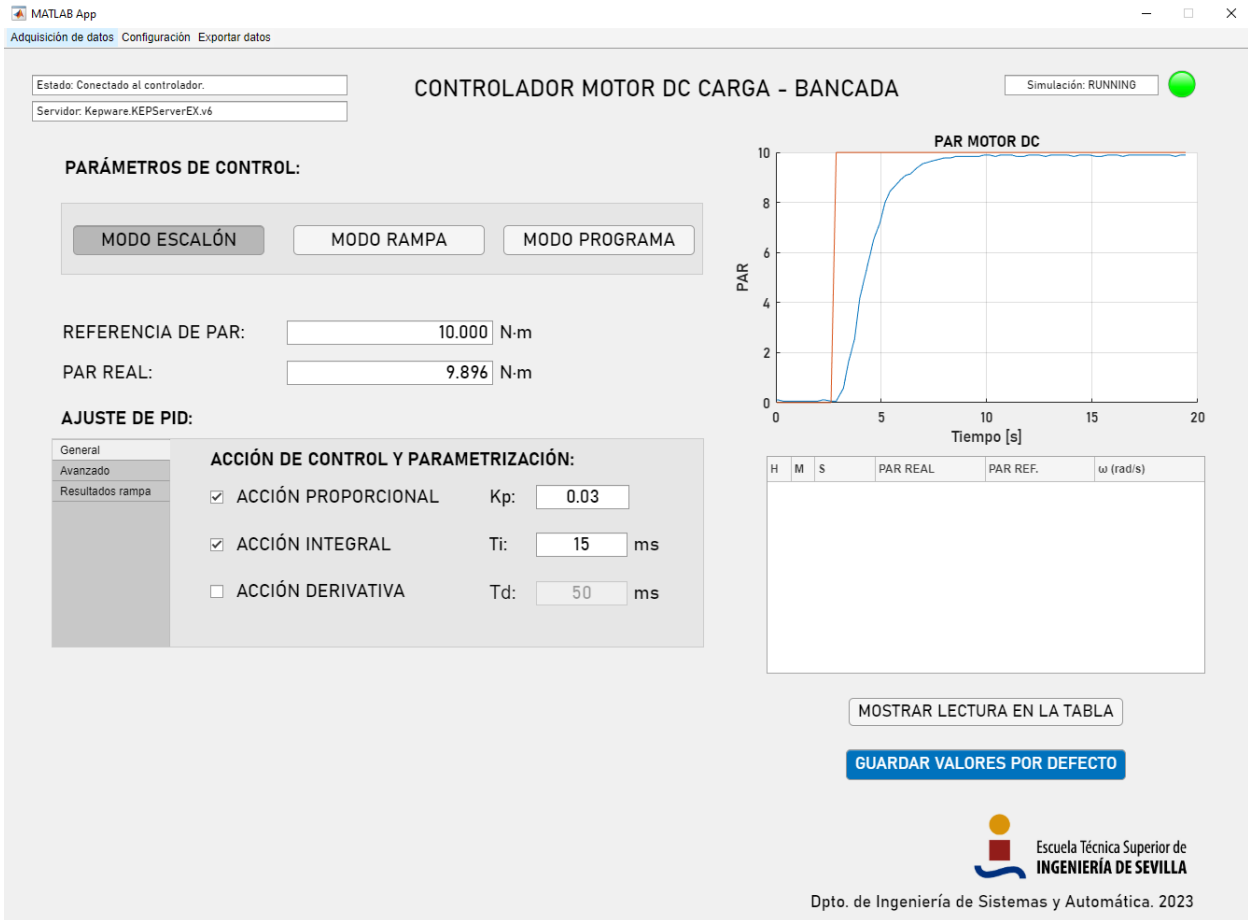 MATLAB App
Adquisición de datos Configuración Exportar datos
Estado: Conectado al controlador.
Servidor: Kepware.KEPServerEX.v6
CONTROLADOR MOTOR DC CARGA - BANCADA
Simulación: RUNNING
PARÁMETROS DE CONTROL:
MODO ESCALÓN MODO RAMPA MODO PROGRAMA
REFERENCIA DE PAR: 10.000 N·m
PAR REAL: 9.896 N·m
AJUSTE DE PID:
General
Avanzado
Resultados rampa
ACCIÓN DE CONTROL Y PARAMETRIZACIÓN:
ACCIÓN PROPORCIONAL Kp: 0.03
ACCIÓN INTEGRAL Ti: 15 ms
ACCIÓN DERIVATIVA Td: 50 ms
PAR MOTOR DC
10
8
6
4
2
0
PAR
0 5 10 15 20
Tiempo [s]
H M S PAR REAL PAR REF. ω (rad/s)
MOSTRAR LECTURA EN LA TABLA
GUARDAR VALORES POR DEFECTO
Escuela Técnica Superior de
INGENIERÍA DE SEVILLA
Dpto. de Ingeniería de Sistemas y Automática. 2023